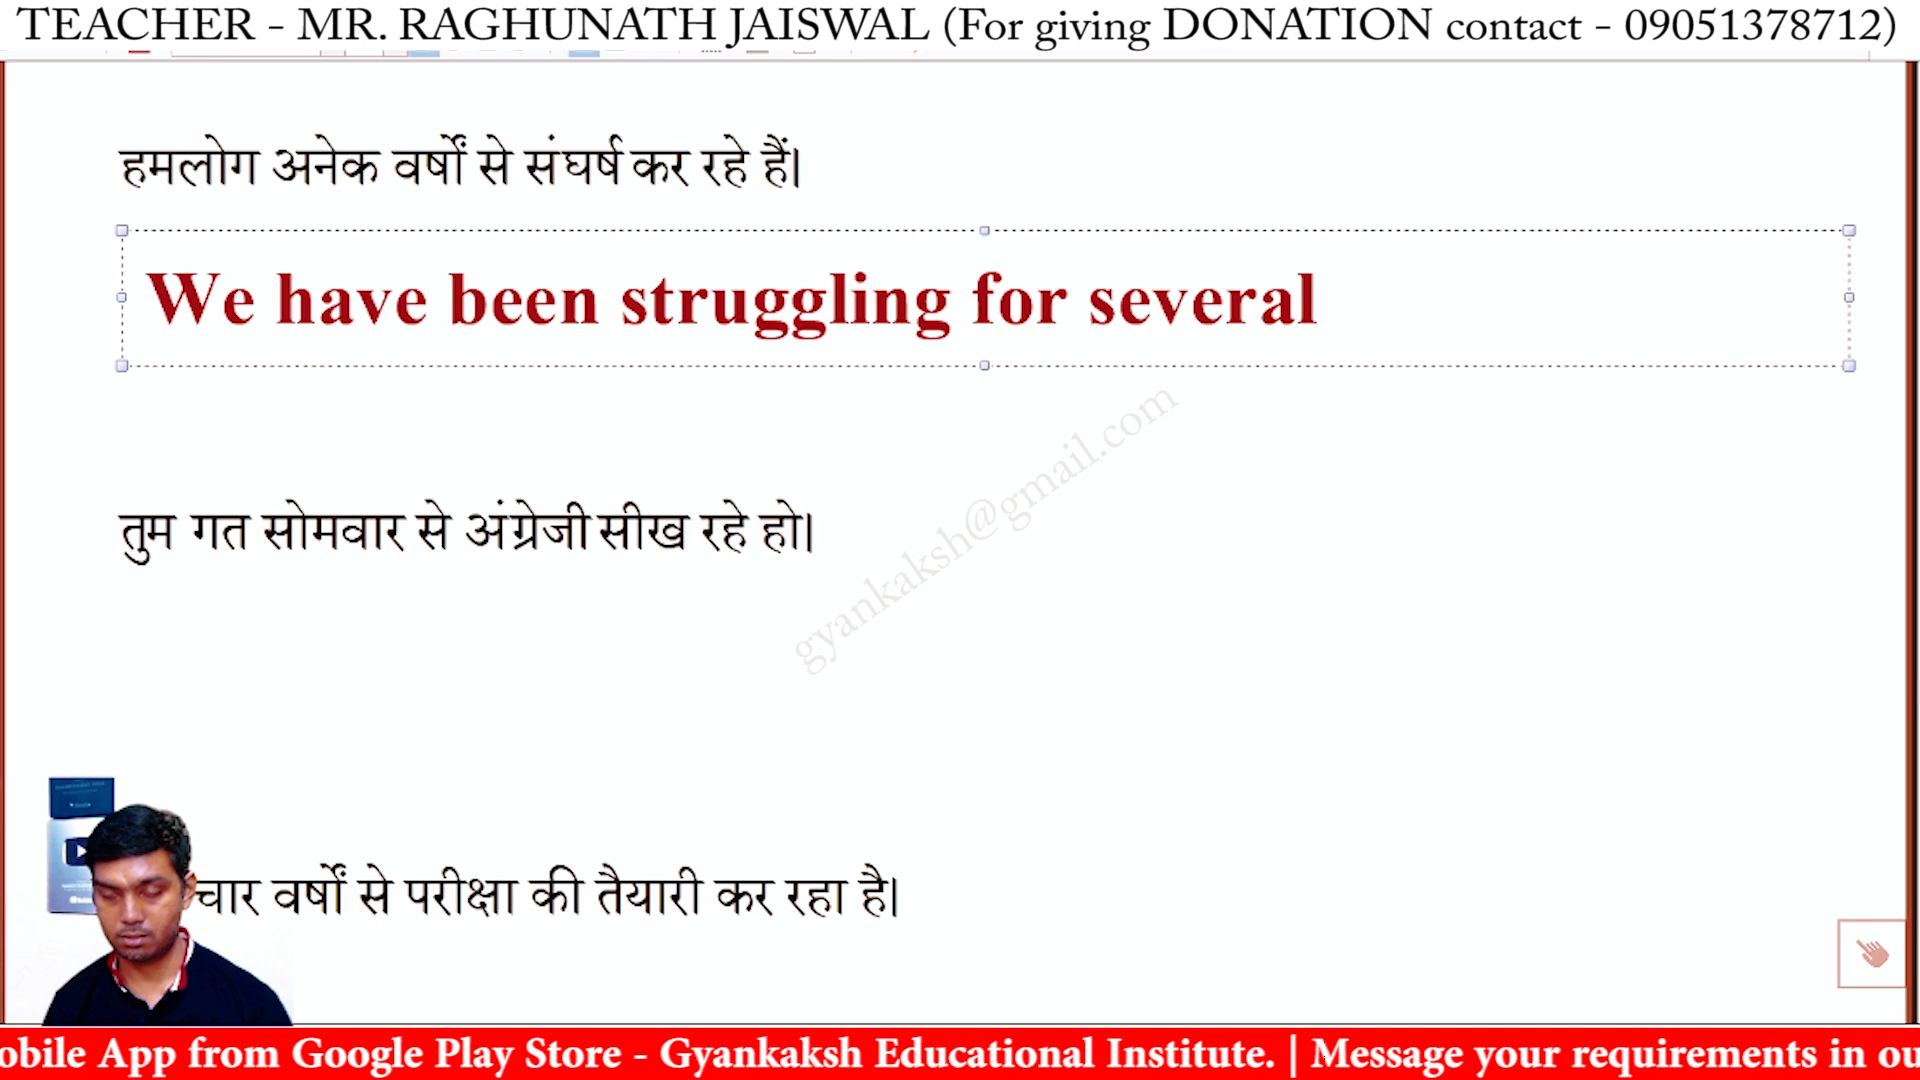 TEACHER - MR. RAGHUNATH JAISWAL (For giving DONATION contact - 09051378712)
हमलोग अनेक वर्षों से संघर्ष कर रहे हैं।
We have been struggling for several
gyankaksh@gmail.com
तुम गत सोमवार से अंग्रेजी सीख रहे हो।
चार वर्षों से परीक्षा की तैयारी कर रहा है।
obile App from Google Play Store - Gyankaksh Educational Institute. | Message your requirements in ou